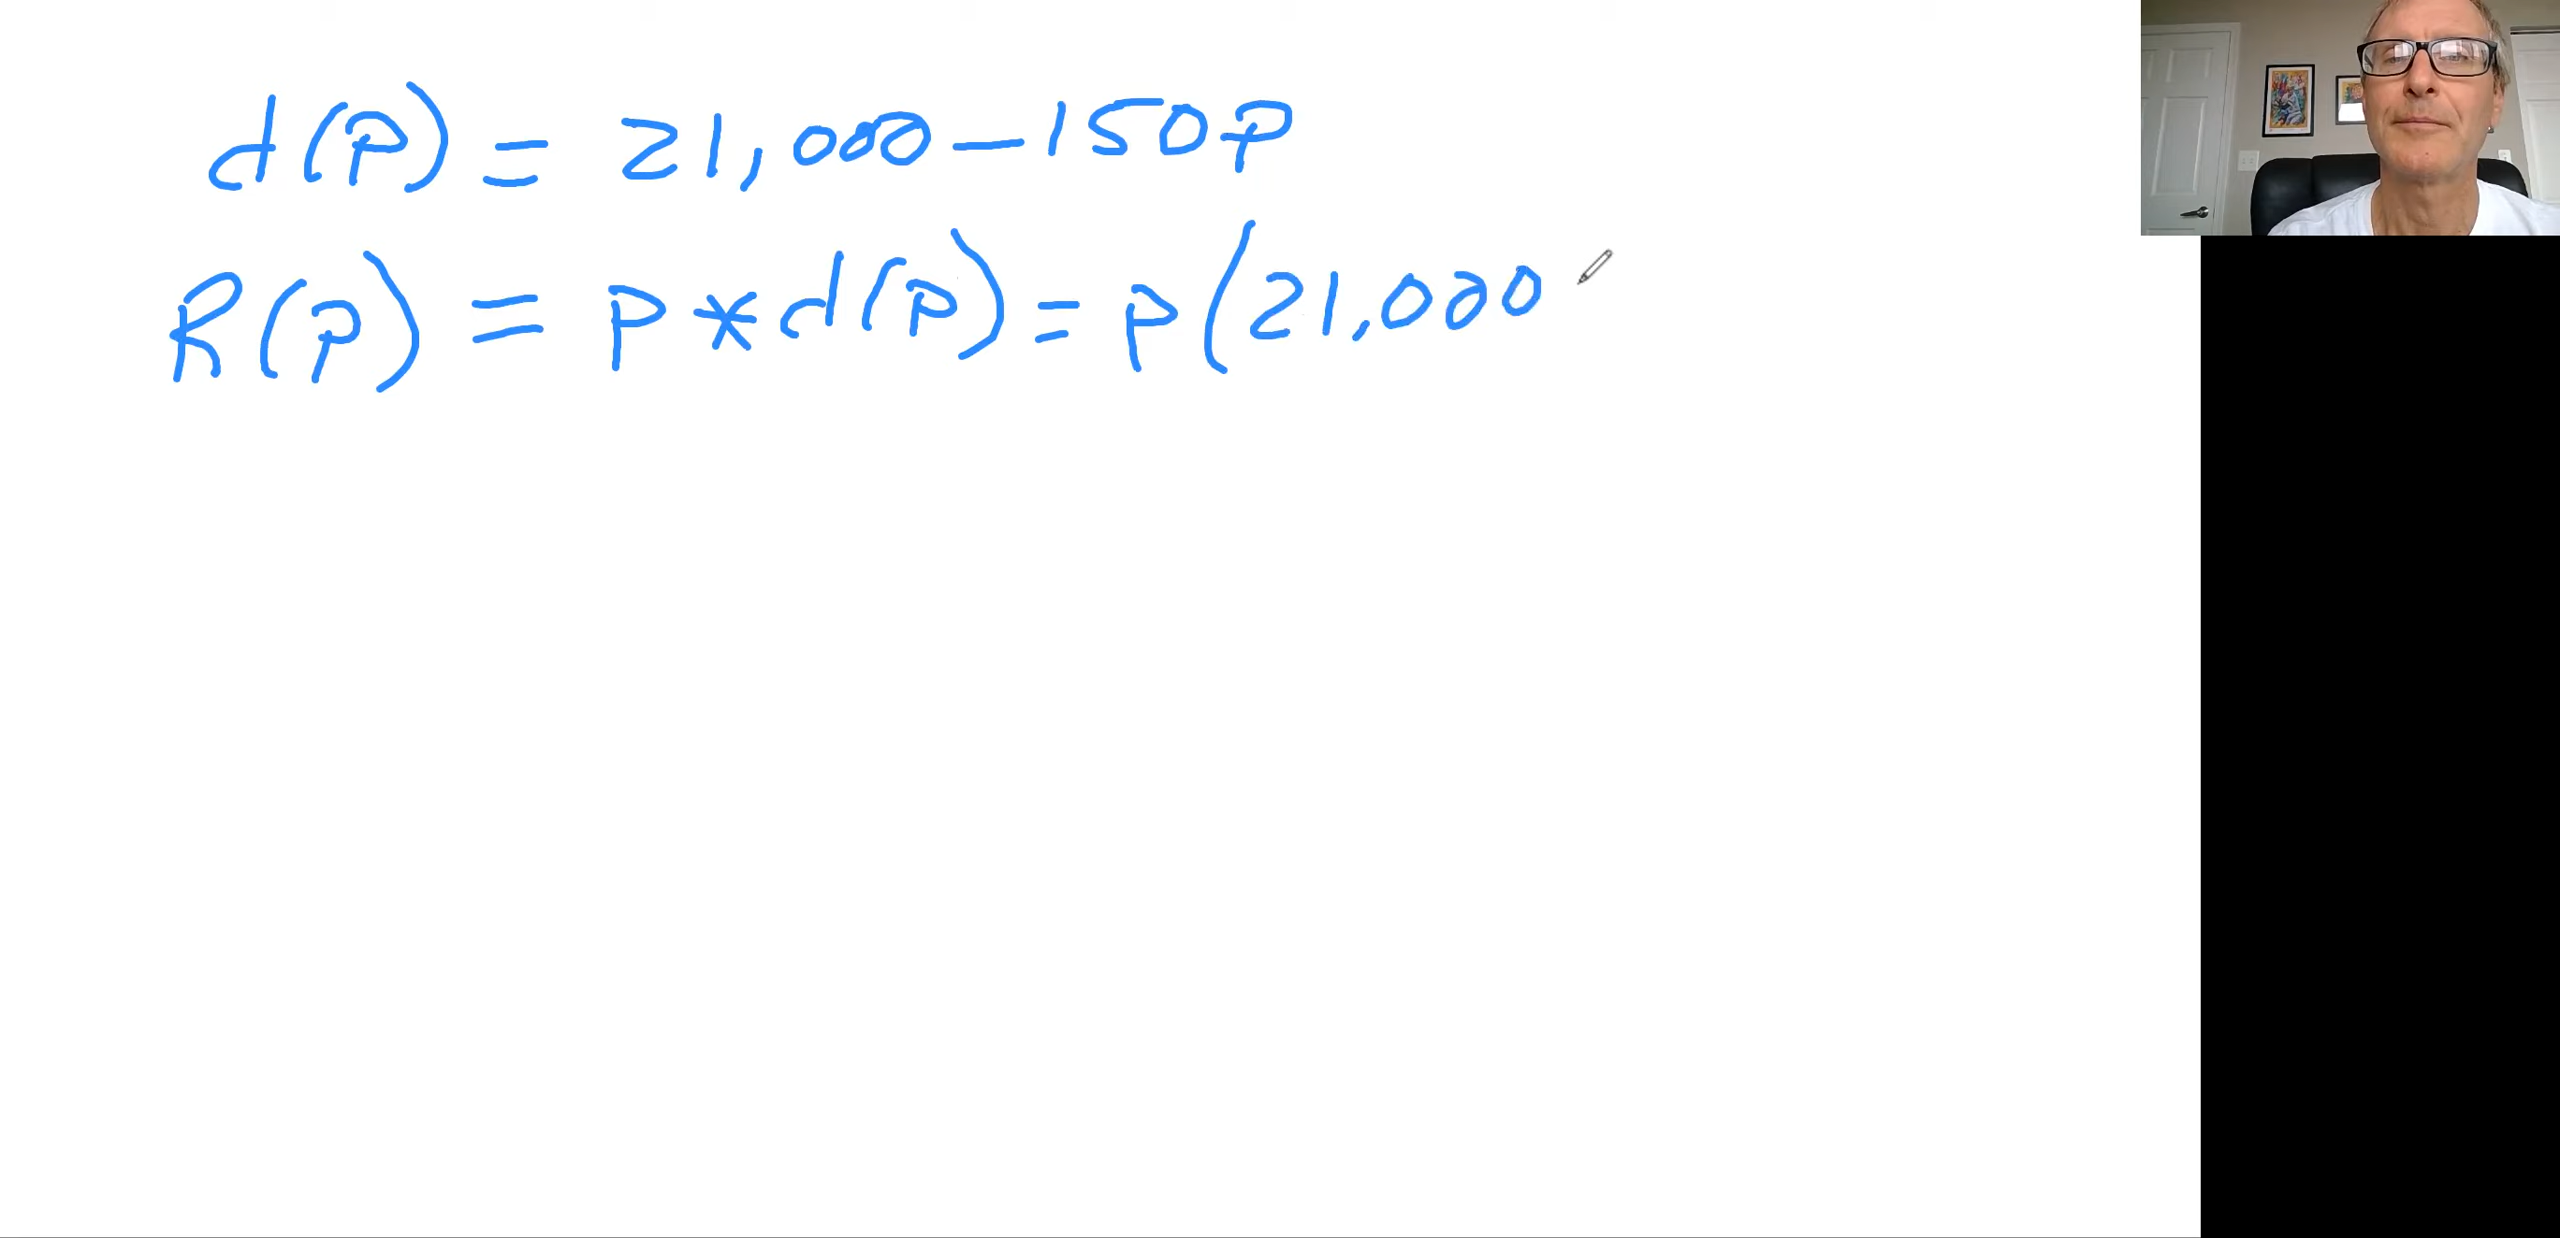 d(p) = 21,000 - 150p
R(p) = p * d(p) = p(21,000